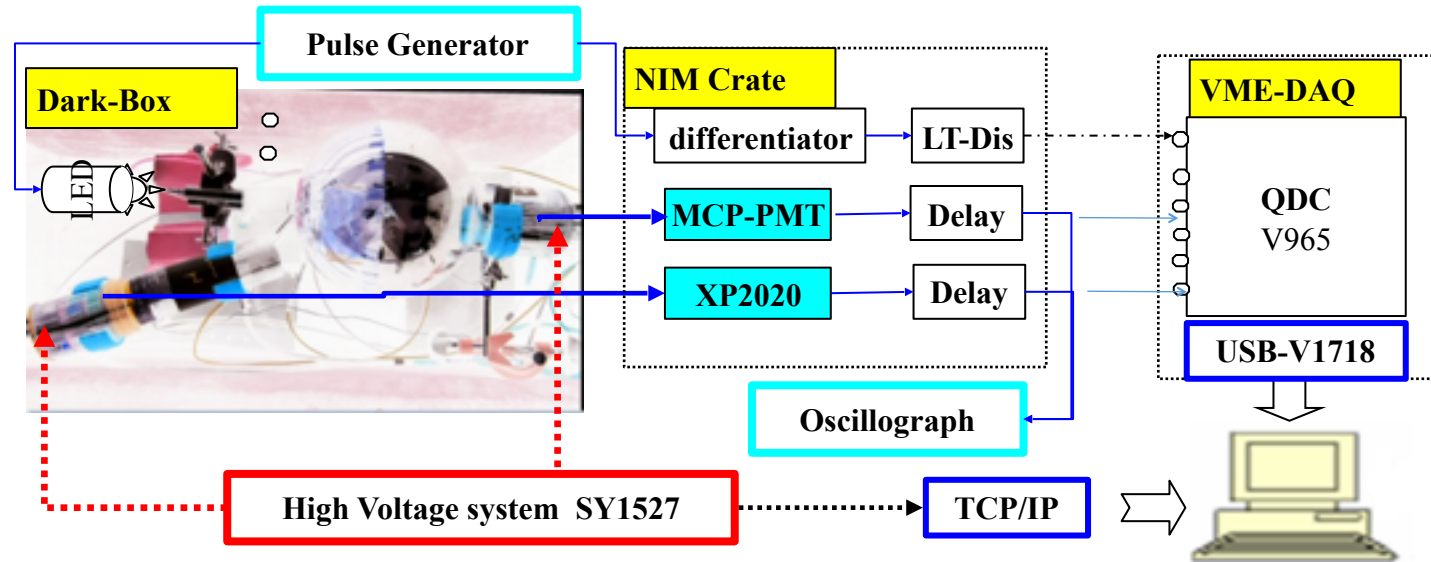 Pulse Generator
Dark-Box
LED
NIM Crate
differentiator
LT-Dis
MCP-PMT
Delay
XP2020
Delay
VME-DAQ
QDC
V965
USB-V1718
Oscillograph
High Voltage system SY1527
TCP/IP